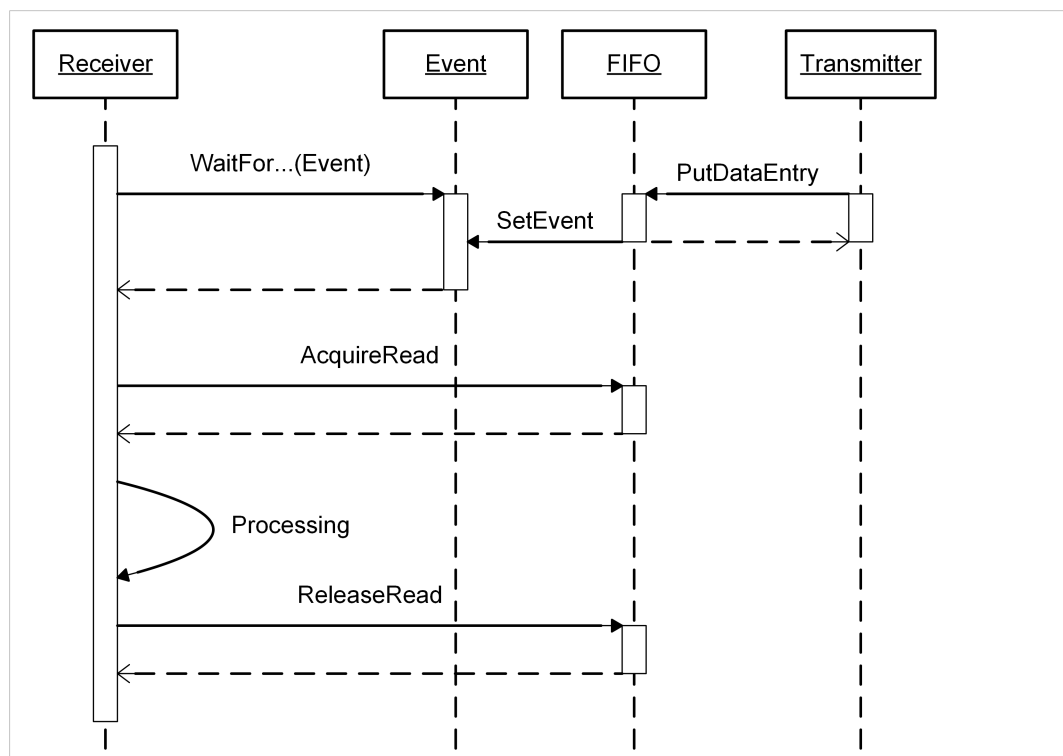 Receiver
Event
FIFO
Transmitter
WaitFor...(Event)
PutDataEntry
SetEvent
AcquireRead
Processing
ReleaseRead